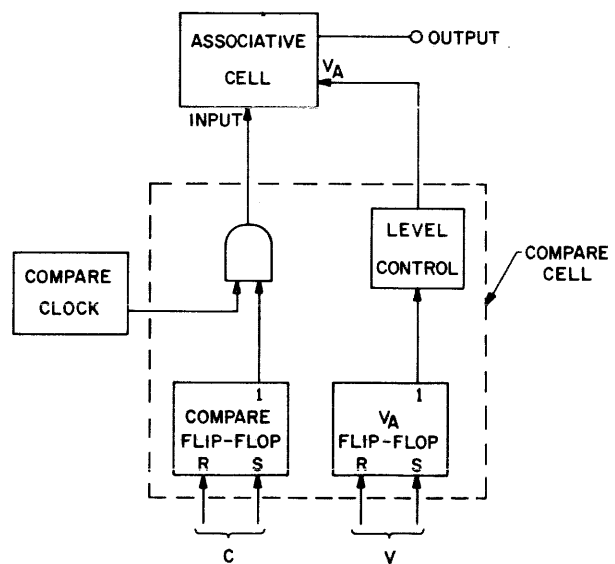 ASSOCIATIVE
CELL
OUTPUT
VA
INPUT
LEVEL
CONTROL
COMPARE
CELL
COMPARE
CLOCK
1
COMPARE
FLIP-FLOP
R S
1
VA
FLIP-FLOP
R S
C
V